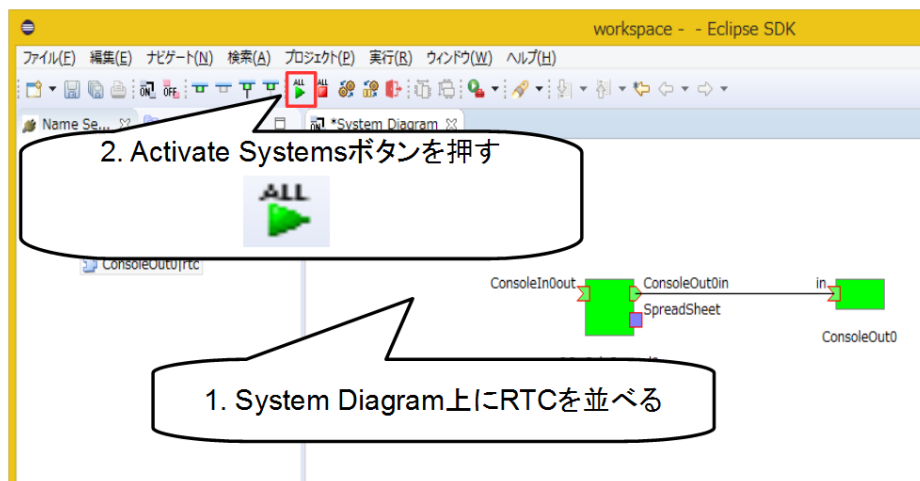 workspace - - Eclipse SDK
ファイル(F) 編集(E) ナビゲート(N) 検索(A) プロジェクト(P) 実行(R) ウィンドウ(W) ヘルプ(H)
ON OFF ALL ALL
Name Se... *System Diagram
2. Activate Systemsボタンを押す
ALL
ConsoleOut0|rtc
ConsoleIn0out ConsoleOut0in in
SpreadSheet
ConsoleOut0
1. System Diagram上にRTCを並べる